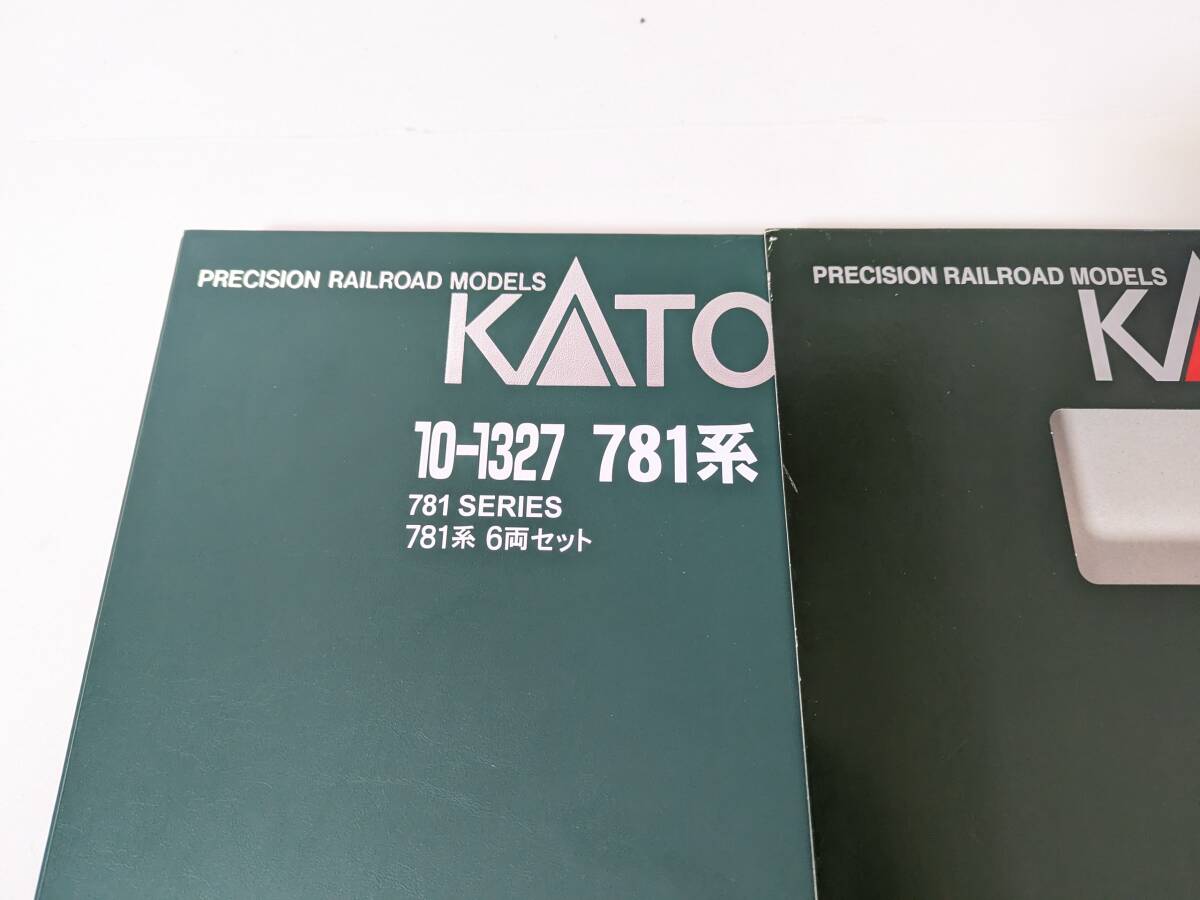 PRECISION RAILROAD MODELS
KATO
10-1327 781系
781 SERIES
781系 6両セット
PRECISION RAILROAD MODELS